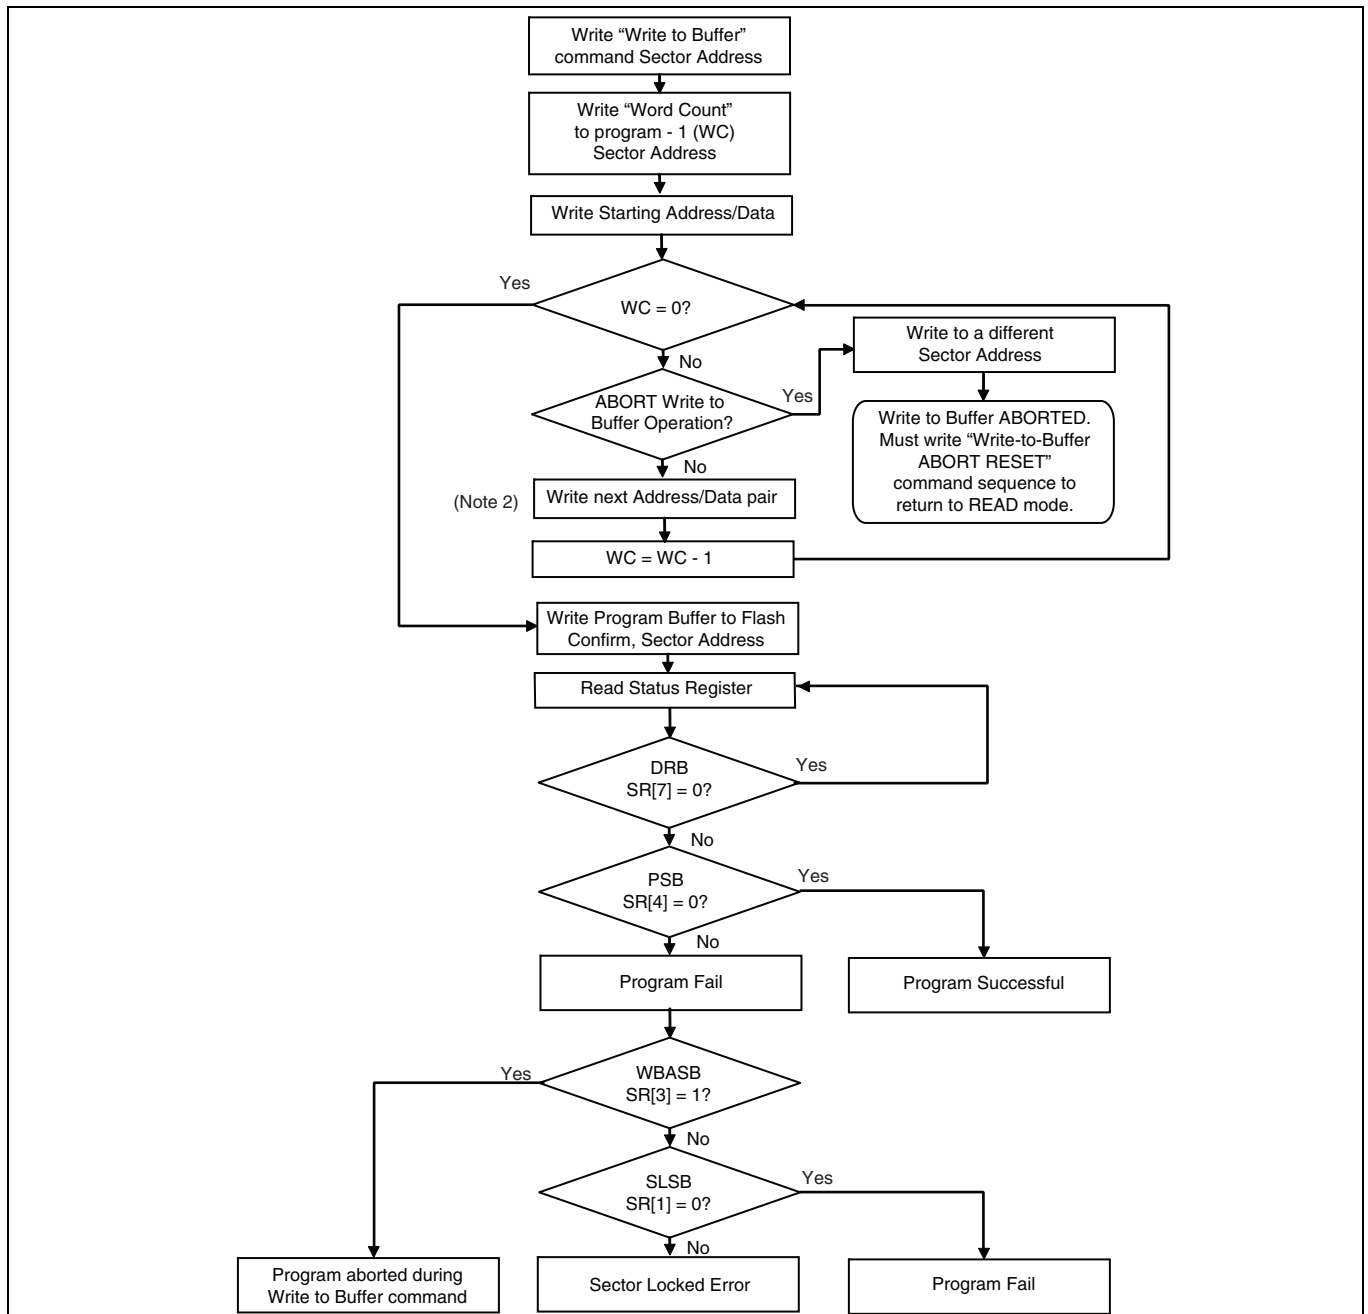 Write “Write to Buffer”
command Sector Address
Write “Word Count”
to program - 1 (WC)
Sector Address
Write Starting Address/Data
Yes
WC = 0?
No
Write to a different
Sector Address
ABORT Write to
Buffer Operation?
Yes
Write to Buffer ABORTED.
Must write “Write-to-Buffer
ABORT RESET”
command sequence to
return to READ mode.
No
(Note 2)
Write next Address/Data pair
WC = WC - 1
Write Program Buffer to Flash
Confirm, Sector Address
Read Status Register
DRB
SR[7] = 0?
Yes
No
PSB
SR[4] = 0?
Yes
No
Program Fail
Program Successful
Yes
WBASB
SR[3] = 1?
No
SLSB
SR[1] = 0?
Yes
No
Program aborted during
Write to Buffer command
Sector Locked Error
Program Fail